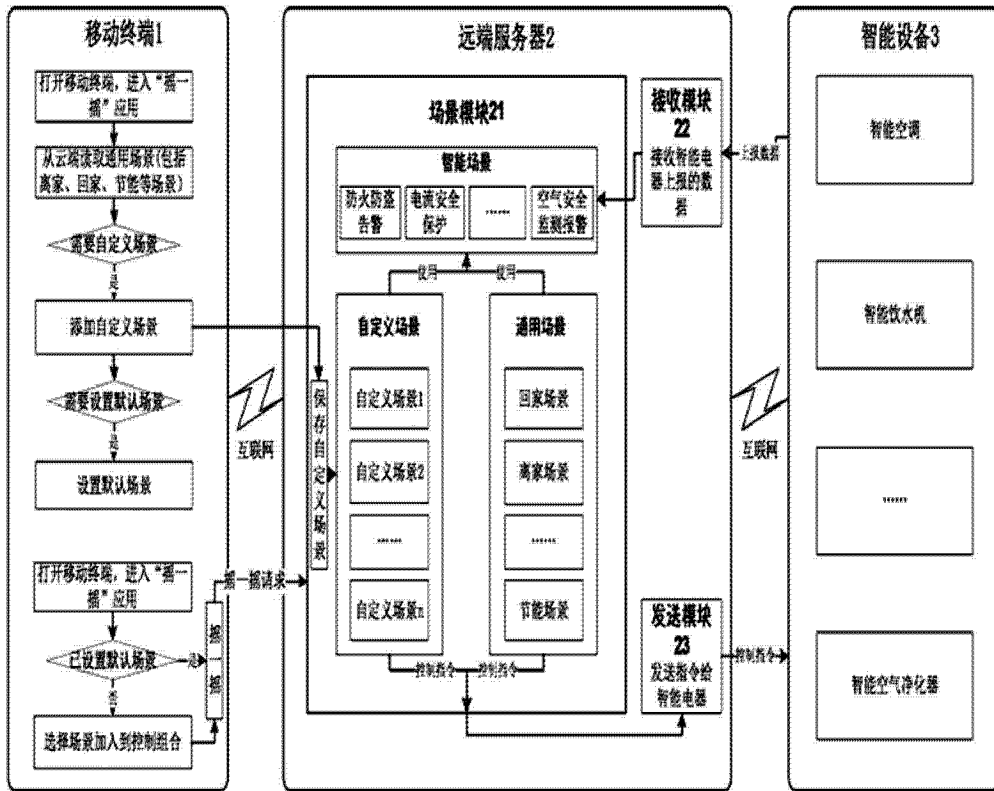 移动终端1
打开移动终端，进入“摇一
摇”应用
从云端读取通用场景(包括
离家、回家、节能等场景)
需要自定义场景
是
添加自定义场景
需要设置默认场景
是
设置默认场景
打开移动终端，进入“摇一
摇”应用
已设置默认场景
是
否
选择场景加入到控制组合
摇一摇
摇一摇请求
互联网
远端服务器2
场景模块21
智能场景
防火防盗
告警
电流安全
保护
……
空气安全
监测报警
使用
使用
保存自定义场景
自定义场景
自定义场景1
自定义场景2
……
自定义场景n
通用场景
回家场景
离家场景
……
节能场景
控制指令
控制指令
接收模块
22
接收智能电
器上报的数
据
发送模块
23
发送指令给
智能电器
上报数据
互联网
控制指令
智能设备3
智能空调
智能饮水机
……
智能空气净化器